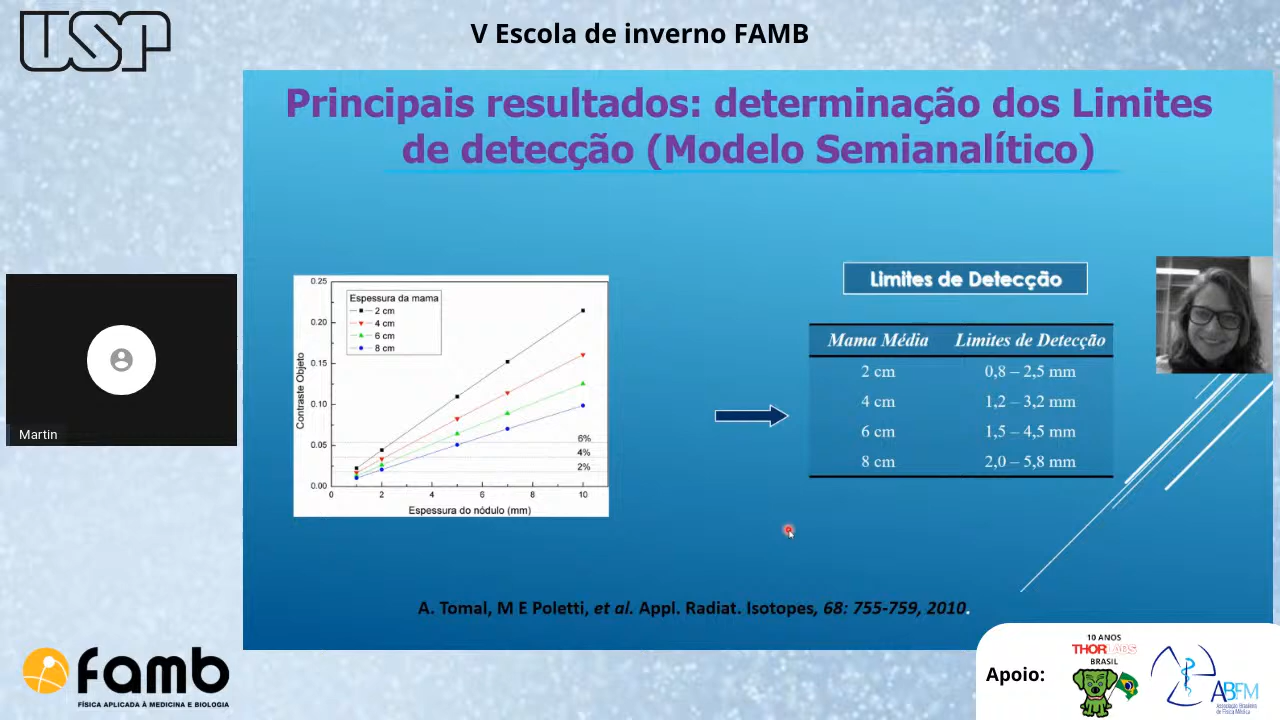 USP
V Escola de inverno FAMB
Principais resultados: determinação dos Limites
de detecção (Modelo Semianalítico)
Martin
0.25
0.20
0.15
0.10
0.05
0.00
Contraste Objeto
Espessura da mama
2 cm
4 cm
6 cm
8 cm
6%
4%
2%
0 2 4 6 8 10
Espessura do nódulo (mm)
Limites de Detecção
Mama Média Limites de Detecção
2 cm 0,8 – 2,5 mm
4 cm 1,2 – 3,2 mm
6 cm 1,5 – 4,5 mm
8 cm 2,0 – 5,8 mm
A. Tomal, M E Poletti, et al. Appl. Radiat. Isotopes, 68: 755-759, 2010.
famb
FÍSICA APLICADA À MEDICINA E BIOLOGIA
Apoio:
10 ANOS
THORLABS
BRASIL
ABFM
Associação Brasileira
de Física Médica